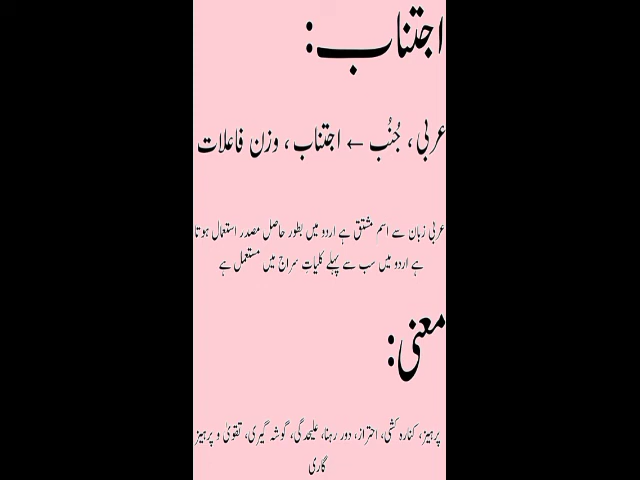 اجتناب:
عربی، جُنُب ← اجتناب، وزن فاعلات
عربی زبان سے اسم مشتق ہے اردو میں بطور حاصل مصدر استعمال ہوتا
ہے اردو میں سب سے پہلے کلیاتِ سراج میں مستعمل ہے
معنی:
پرہیز، کنارہ کشی، احتراز، دور رہنا، علیحدگی، گوشہ گیری، تقویٰ و پرہیز
گاری